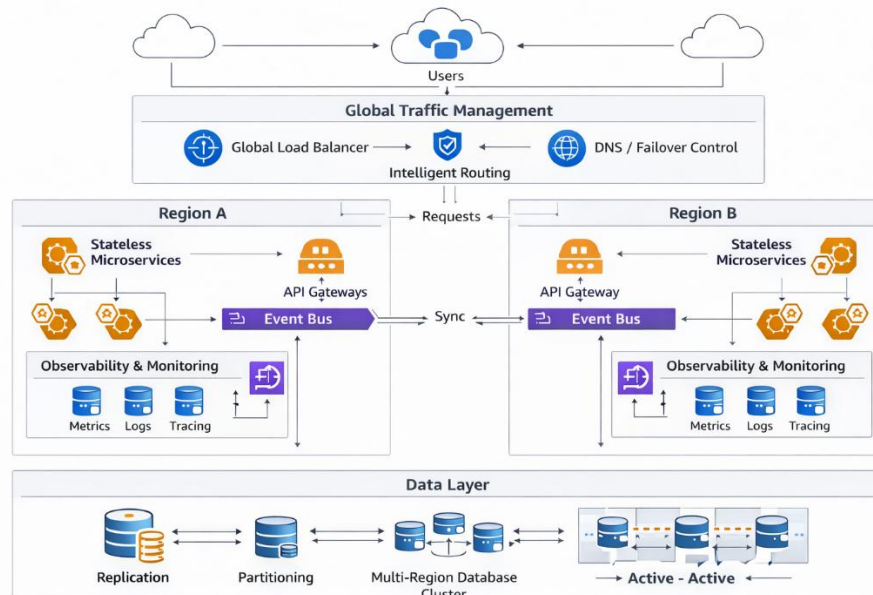 Users
Global Traffic Management
Global Load Balancer
DNS / Failover Control
Intelligent Routing
Region A
Requests
Region B
Stateless
Microservices
Stateless
Microservices
API Gateways
API Gateway
Event Bus
Sync
Event Bus
Observability & Monitoring
Observability & Monitoring
Metrics
Logs
Tracing
Metrics
Logs
Tracing
Data Layer
Replication
Partitioning
Multi-Region Database
Cluster
Active - Active